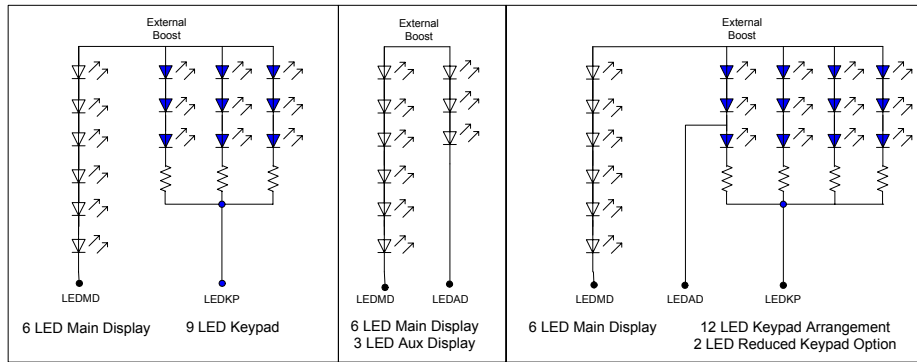 External
Boost
LEDMD
LEDKP
6 LED Main Display
9 LED Keypad
External
Boost
LEDMD
LEDAD
6 LED Main Display
3 LED Aux Display
External
Boost
LEDMD
LEDAD
LEDKP
6 LED Main Display
12 LED Keypad Arrangement
2 LED Reduced Keypad Option